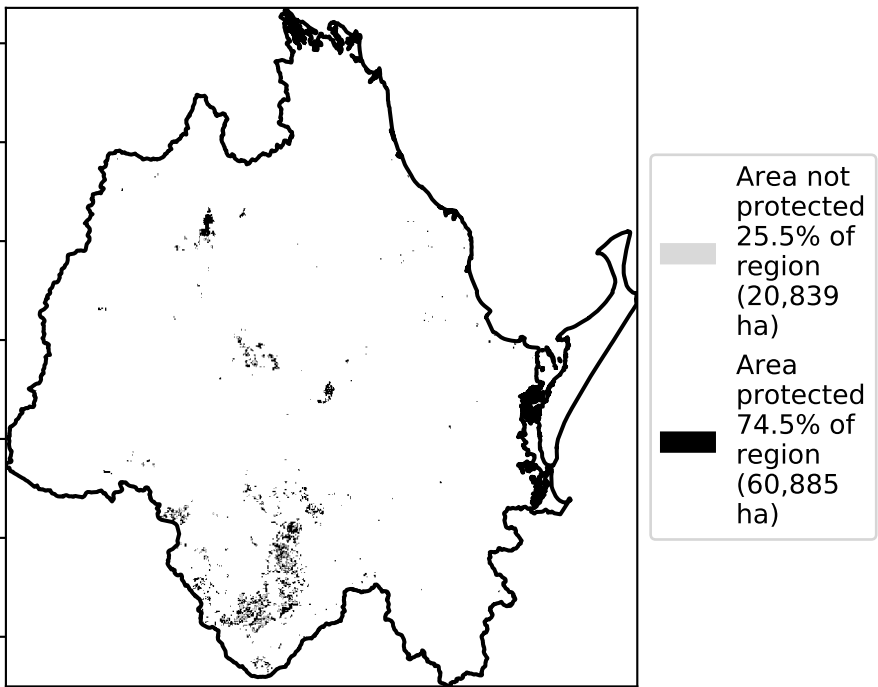 Area not
protected
25.5% of
region
(20,839
ha)
Area
protected
74.5% of
region
(60,885
ha)